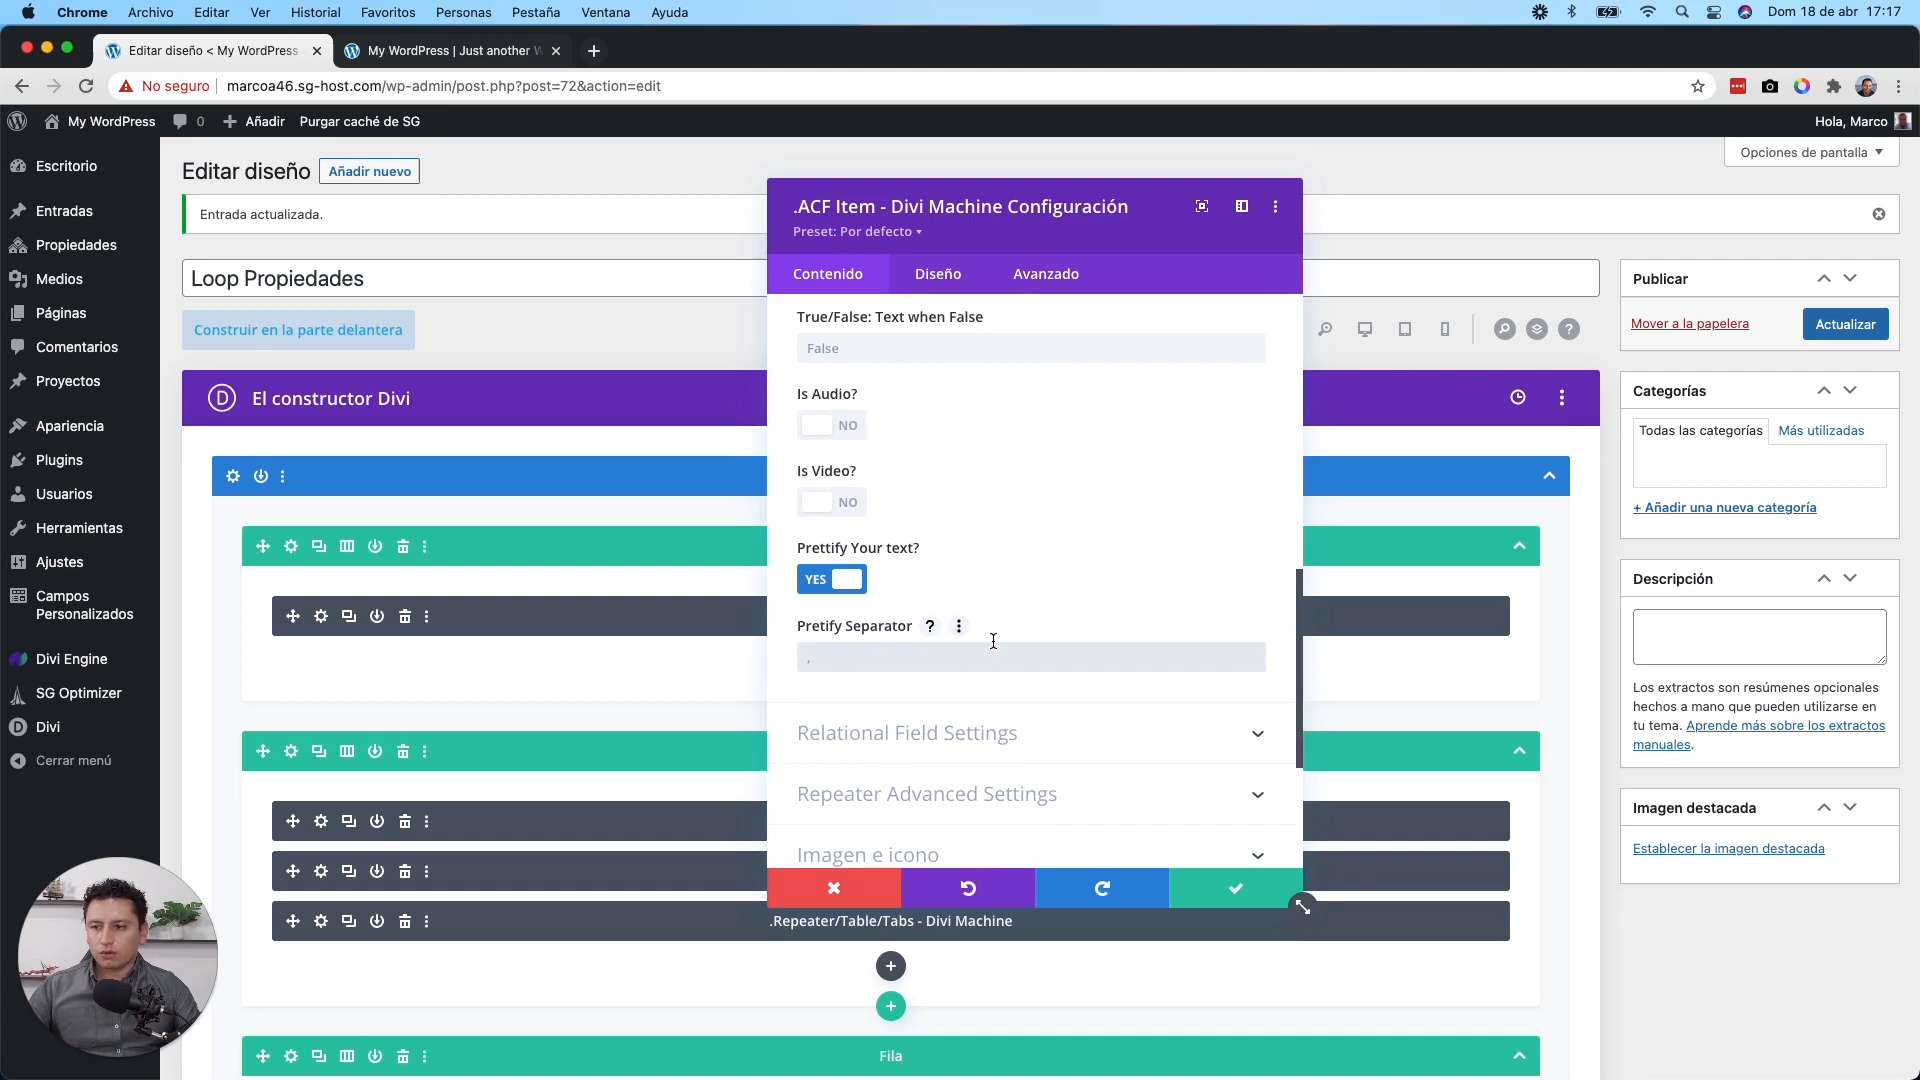 Chrome Archivo Editar Ver Historial Favoritos Personas Pestaña Ventana Ayuda Dom 18 de abr 17:17
Editar diseño < My WordPress
My WordPress | Just another W
No seguro marcoa46.sg-host.com/wp-admin/post.php?post=72&action=edit
My WordPress 0 Añadir Purgar caché de SG Hola, Marco
Escritorio
Entradas
Propiedades
Medios
Páginas
Comentarios
Proyectos
Apariencia
Plugins
Usuarios
Herramientas
Ajustes
Campos
Personalizados
Divi Engine
SG Optimizer
Divi
Cerrar menú
Opciones de pantalla
Editar diseño Añadir nuevo
Entrada actualizada.
Loop Propiedades
Construir en la parte delantera
El constructor Divi
.ACF Item - Divi Machine Configuración
Preset: Por defecto
Contenido Diseño Avanzado
True/False: Text when False
False
Is Audio?
NO
Is Video?
NO
Prettify Your text?
YES
Pretify Separator ?
,
Relational Field Settings
Repeater Advanced Settings
Imagen e icono
.Repeater/Table/Tabs - Divi Machine
Fila
Publicar
Mover a la papelera Actualizar
Categorías
Todas las categorías Más utilizadas
+ Añadir una nueva categoría
Descripción
Los extractos son resúmenes opcionales
hechos a mano que pueden utilizarse en
tu tema. Aprende más sobre los extractos
manuales.
Imagen destacada
Establecer la imagen destacada